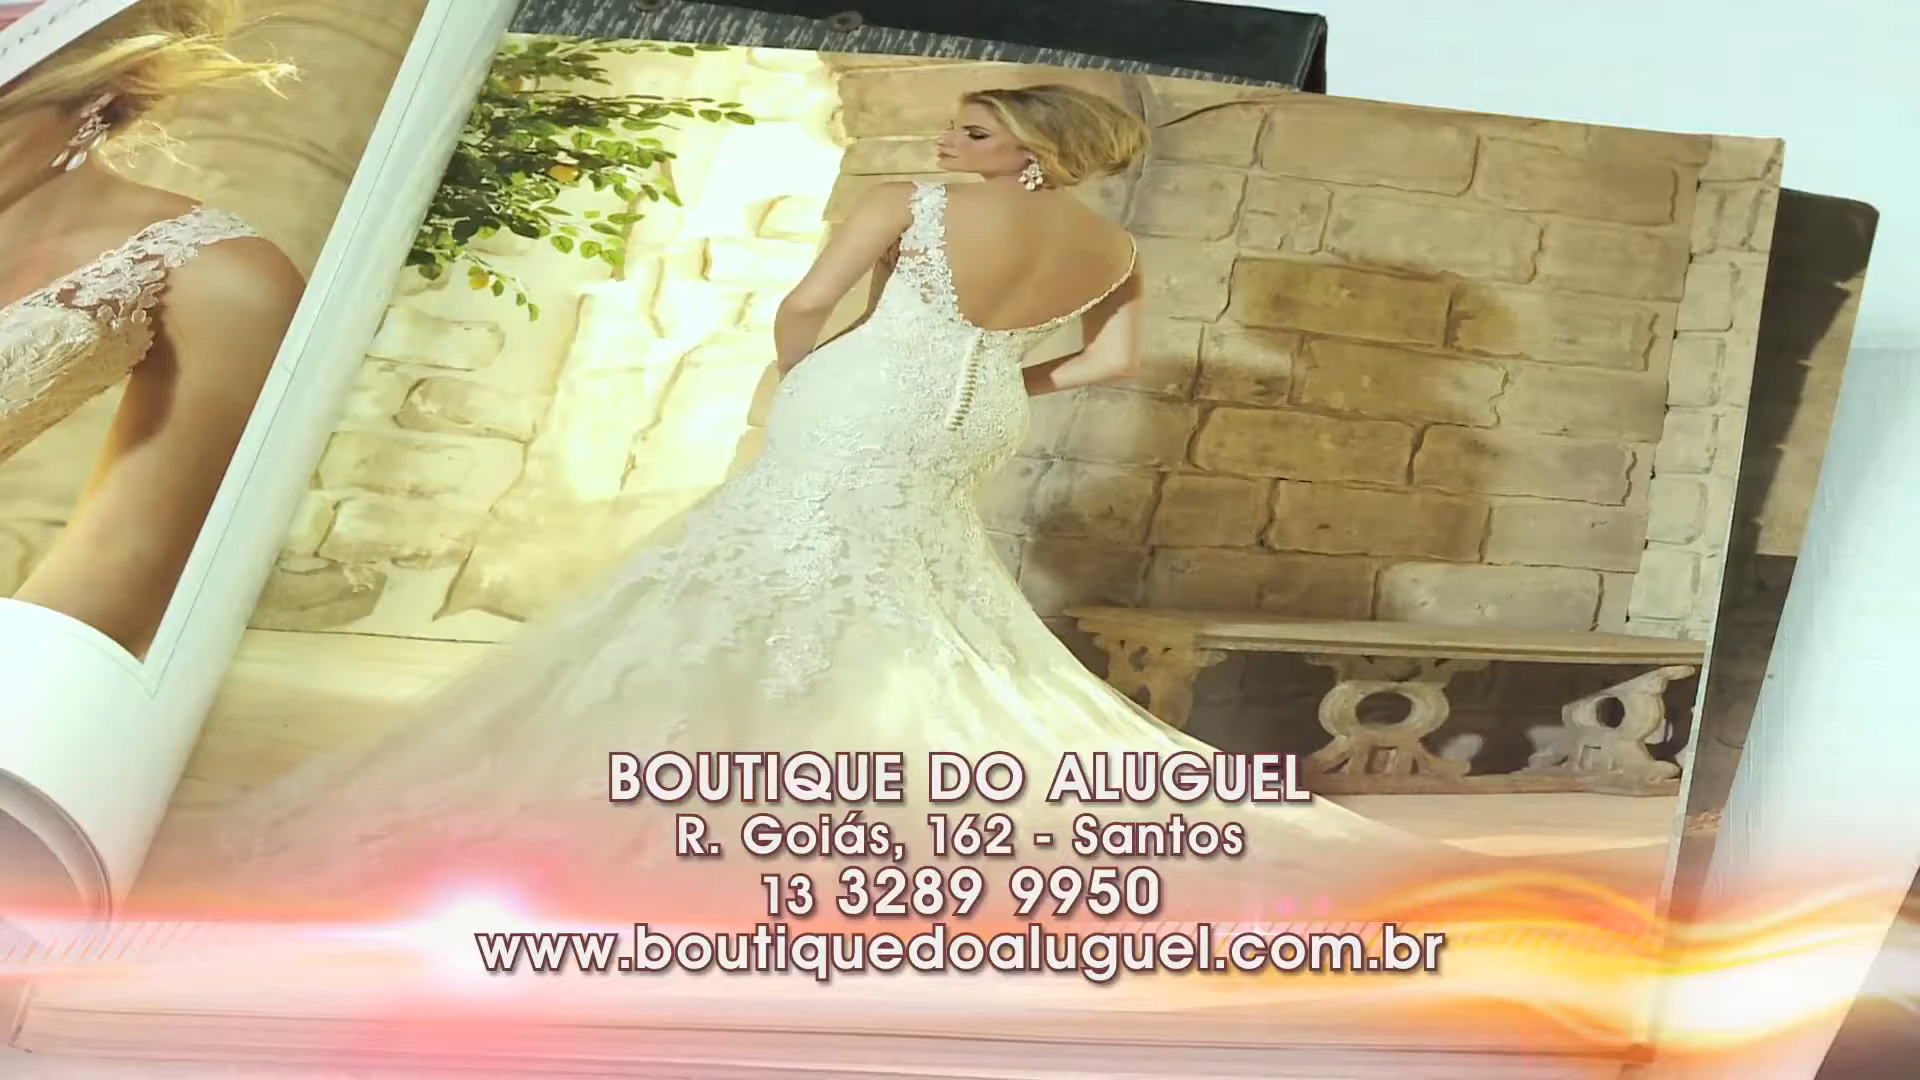 BOUTIQUE DO ALUGUEL
R. Goiás, 162 - Santos
13 3289 9950
www.boutiquedoaluguel.com.br